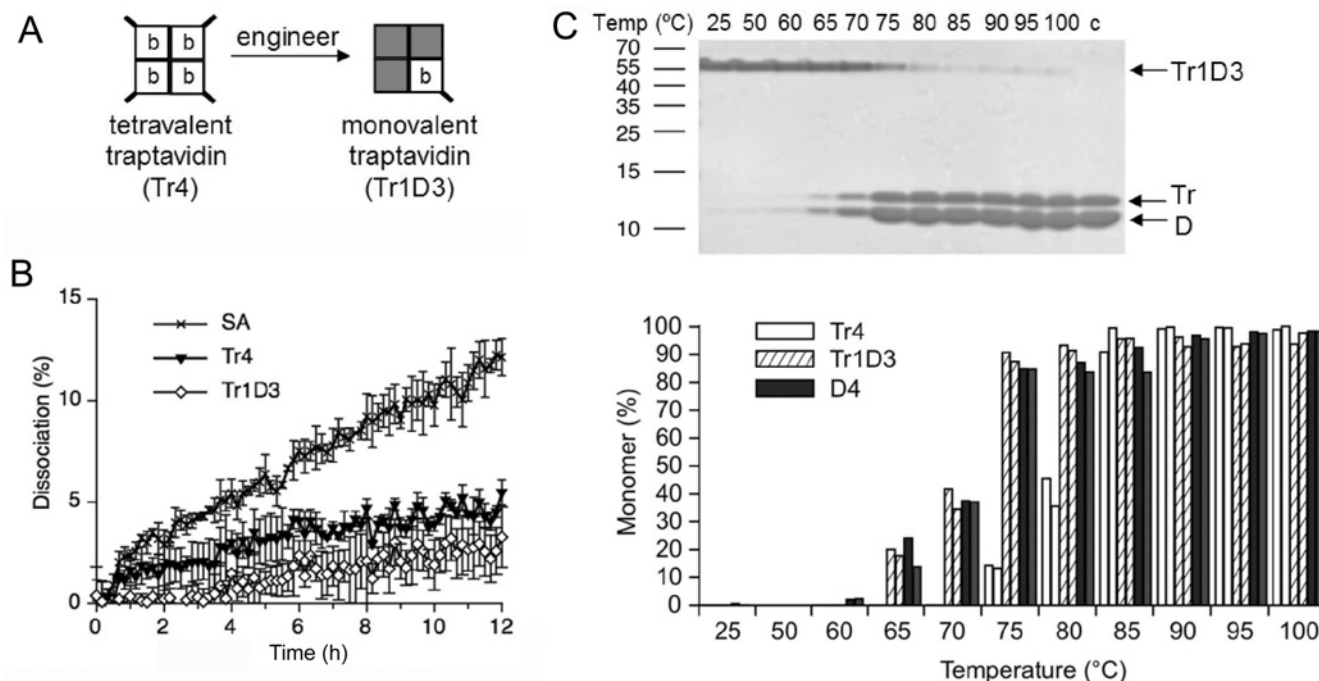 A
b b
b b
engineer
b
tetravalent
traptavidin
(Tr4)
monovalent
traptavidin
(Tr1D3)
B
Dissociation (%)
15
10
5
0
SA
Tr4
Tr1D3
0 2 4 6 8 10 12
Time (h)
C
Temp (ºC) 25 50 60 65 70 75 80 85 90 95 100 c
70
55
40
35
25
15
10
Tr1D3
Tr
D
Monomer (%)
100
90
80
70
60
50
40
30
20
10
0
Tr4
Tr1D3
D4
25 50 60 65 70 75 80 85 90 95 100
Temperature (°C)